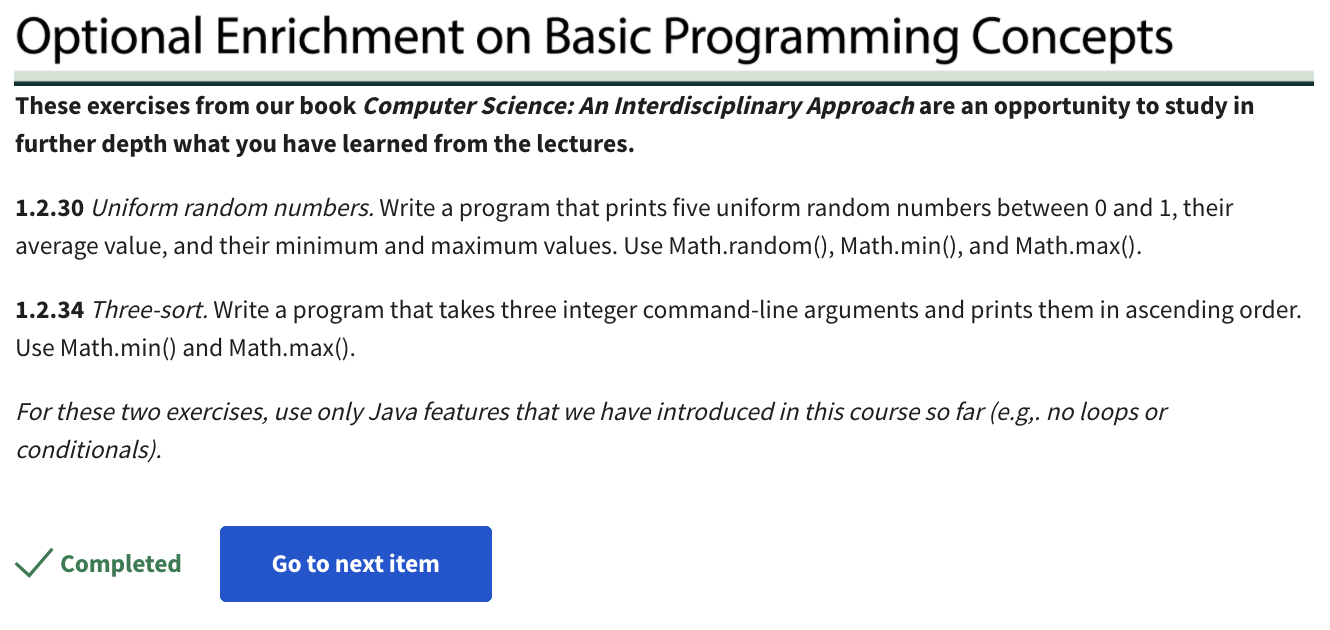 Optional Enrichment on Basic Programming Concepts
These exercises from our book Computer Science: An Interdisciplinary Approach are an opportunity to study in
further depth what you have learned from the lectures.
1.2.30 Uniform random numbers. Write a program that prints five uniform random numbers between 0 and 1, their
average value, and their minimum and maximum values. Use Math.random(), Math.min(), and Math.max().
1.2.34 Three-sort. Write a program that takes three integer command-line arguments and prints them in ascending order.
Use Math.min() and Math.max().
For these two exercises, use only Java features that we have introduced in this course so far (e.g,. no loops or
conditionals).
Completed
Go to next item